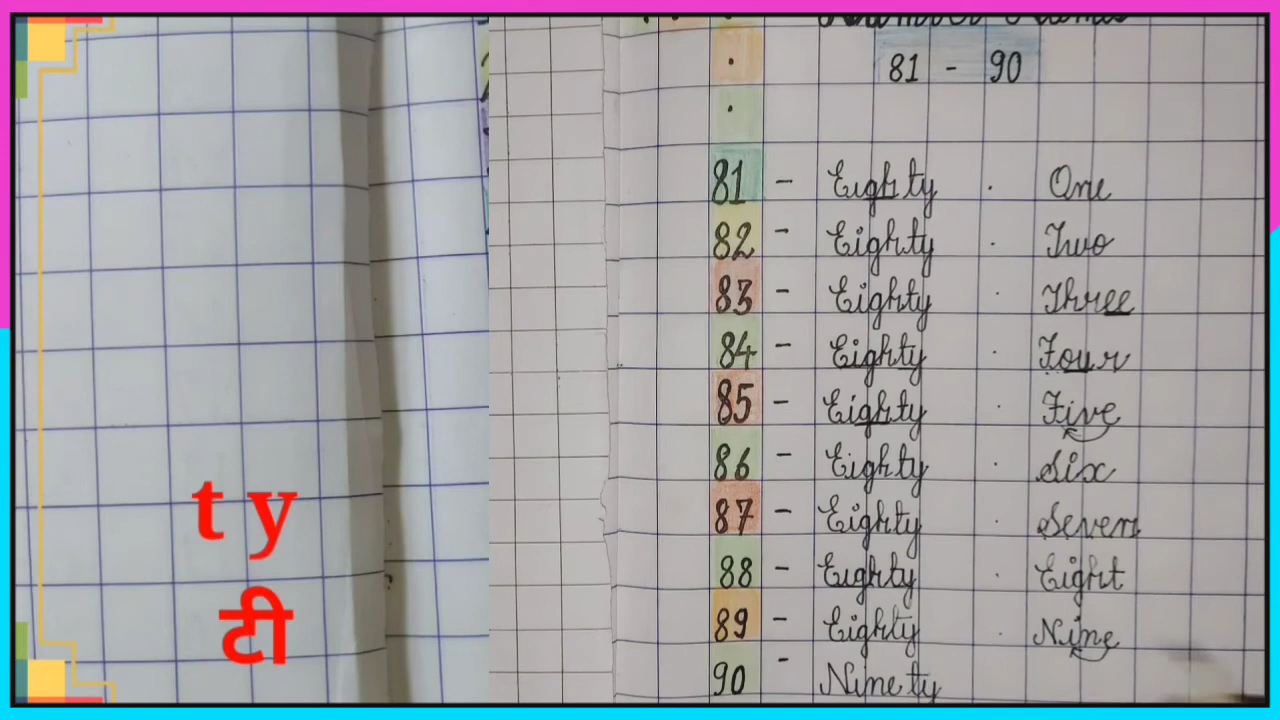 81 - 90
81 - Eighty . One
82 - Eighty . Two
83 - Eighty . Three
84 - Eighty . Four
85 - Eighty . Five
86 - Eighty . Six
87 - Eighty . Seven
88 - Eighty . Eight
89 - Eighty . Nine
90 - Ninety
t y
टी